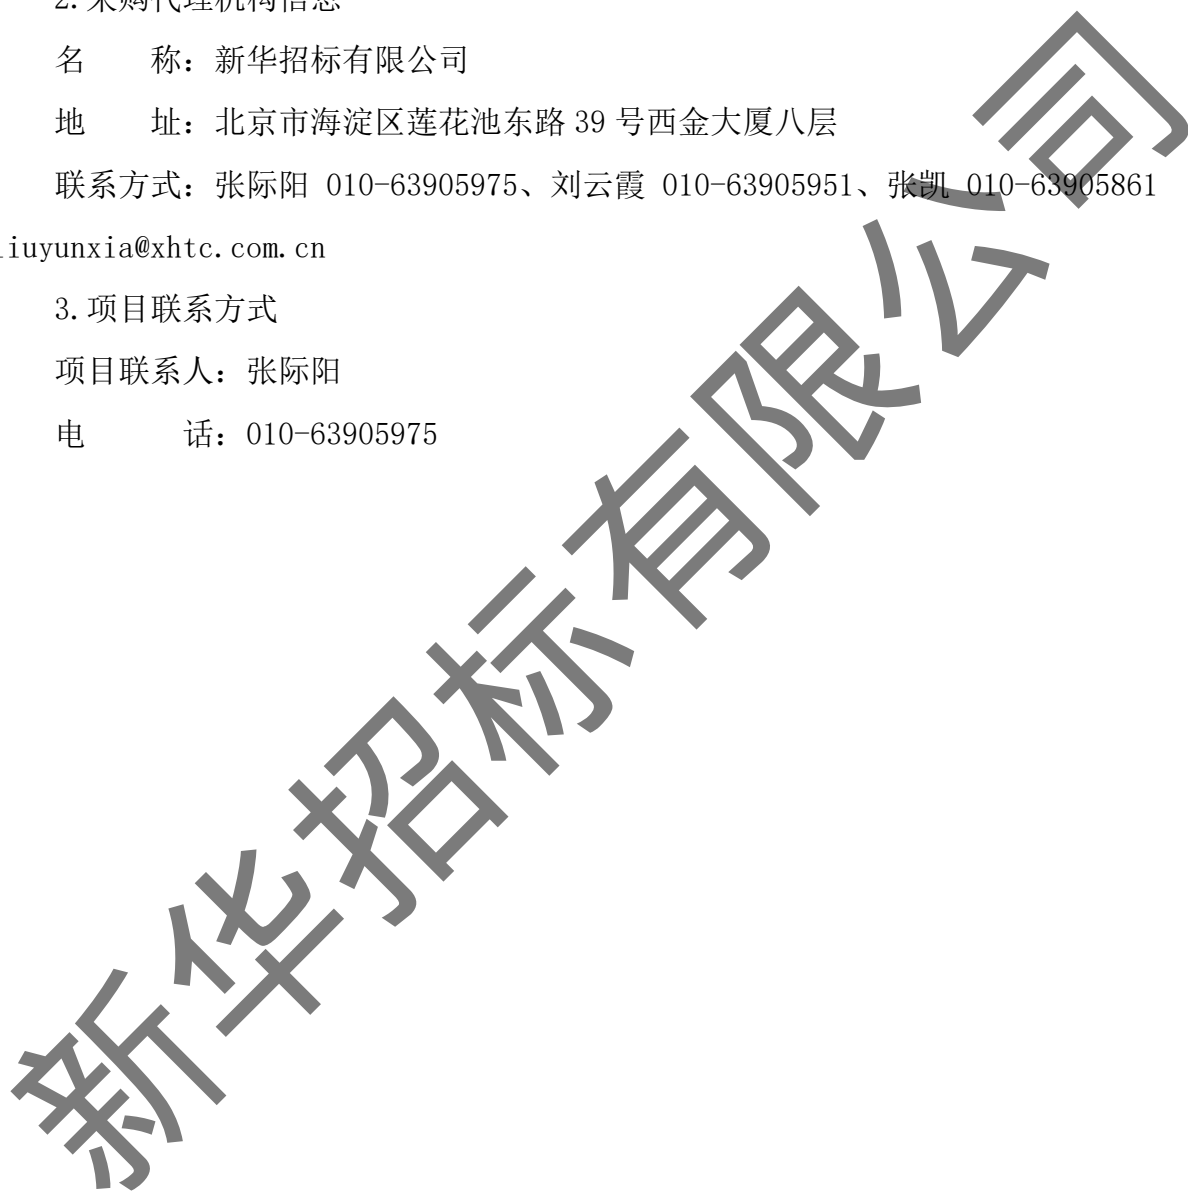 2.采购代理机构信息
名 称：新华招标有限公司
地 址：北京市海淀区莲花池东路 39 号西金大厦八层
联系方式：张际阳 010-63905975、刘云霞 010-63905951、张凯 010-63905861
liuyunxia@xhtc.com.cn
3.项目联系方式
项目联系人：张际阳
电 话：010-63905975
新华招标有限公司